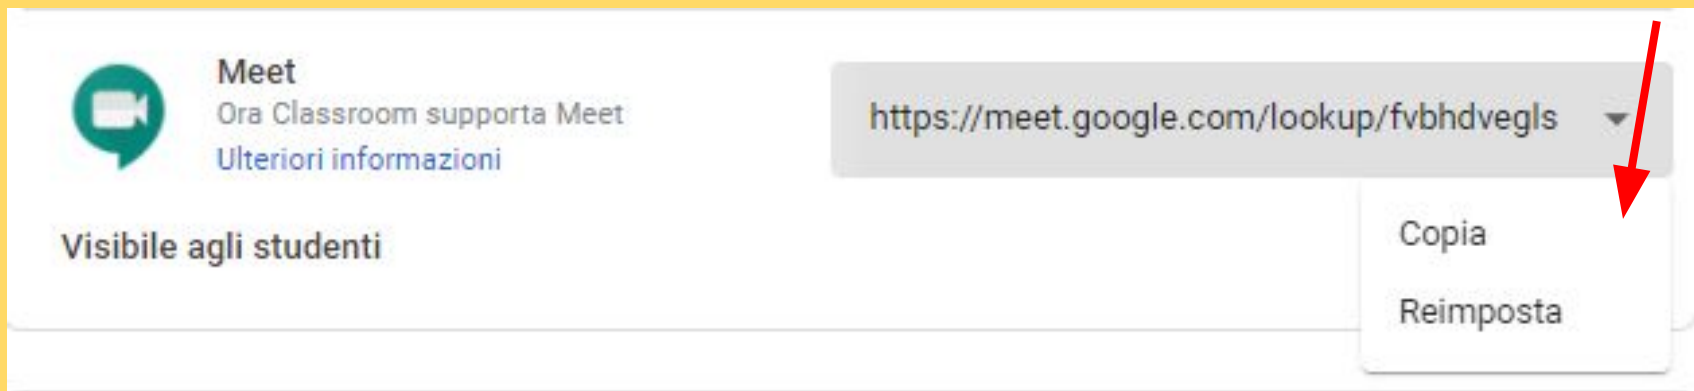 Meet
Ora Classroom supporta Meet
Ulteriori informazioni
https://meet.google.com/lookup/fvbhdvegls
Visibile agli studenti
Copia
Reimposta